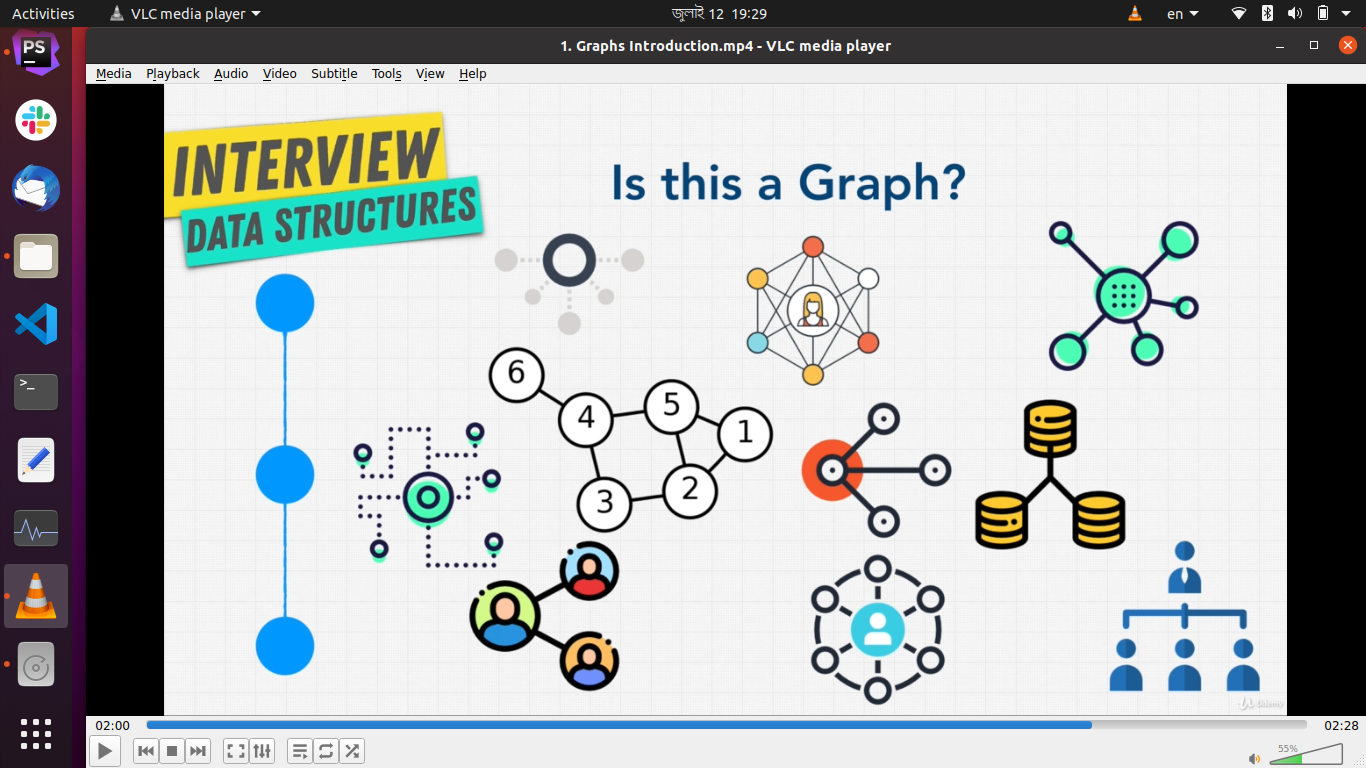 Activities VLC media player জুলাই 12 19:29 en
1. Graphs Introduction.mp4 - VLC media player
Media Playback Audio Video Subtitle Tools View Help
PS
INTERVIEW
DATA STRUCTURES
Is this a Graph?
6
4
5
1
3
2
Udemy
02:00 02:28
55%